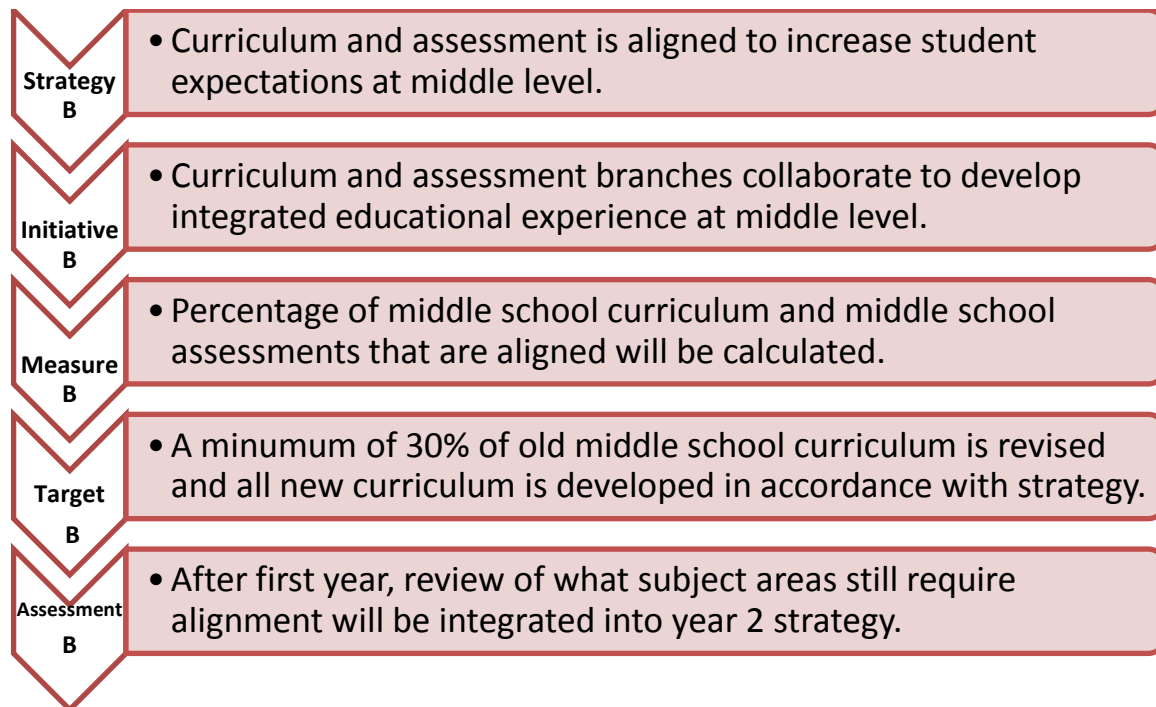 Strategy
B
• Curriculum and assessment is aligned to increase student
expectations at middle level.
Initiative
B
• Curriculum and assessment branches collaborate to develop
integrated educational experience at middle level.
Measure
B
• Percentage of middle school curriculum and middle school
assessments that are aligned will be calculated.
Target
B
• A minumum of 30% of old middle school curriculum is revised
and all new curriculum is developed in accordance with strategy.
Assessment
B
• After first year, review of what subject areas still require
alignment will be integrated into year 2 strategy.